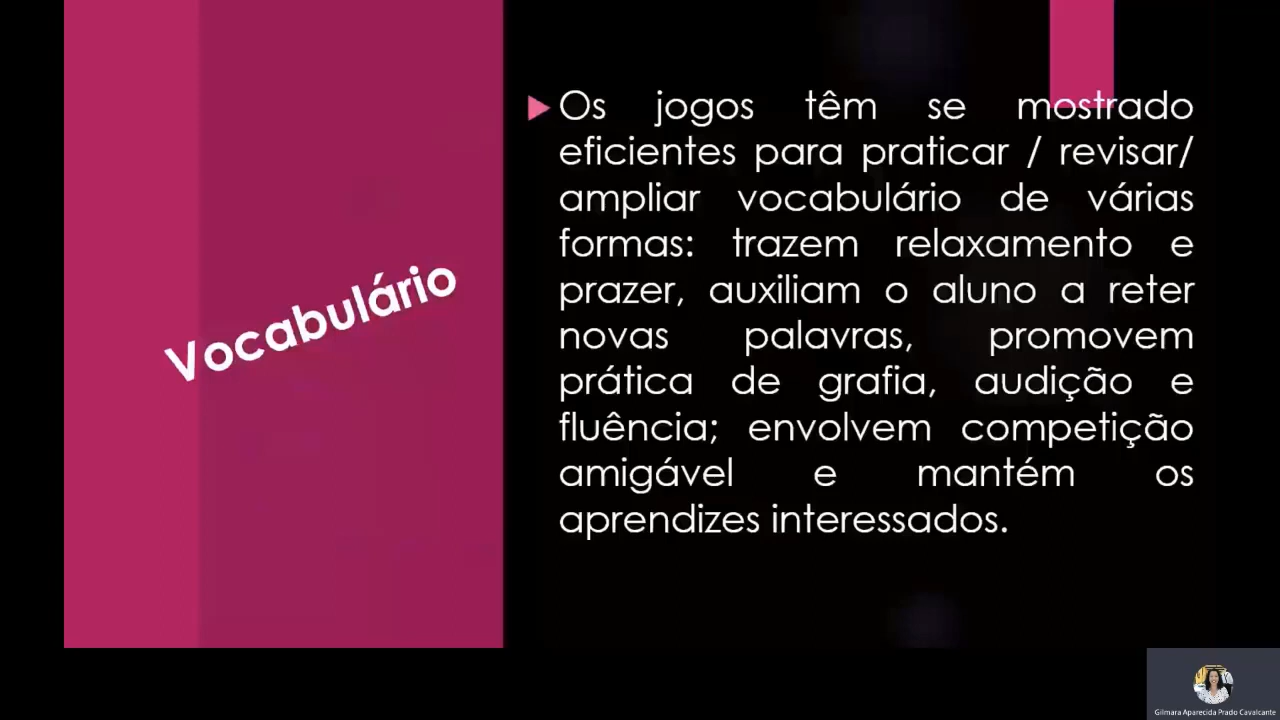 Vocabulário
Os jogos têm se mostrado
eficientes para praticar / revisar/
ampliar vocabulário de várias
formas: trazem relaxamento e
prazer, auxiliam o aluno a reter
novas palavras, promovem
prática de grafia, audição e
fluência; envolvem competição
amigável e mantém os
aprendizes interessados.
Gilmara Aparecida Prado Cavalcante